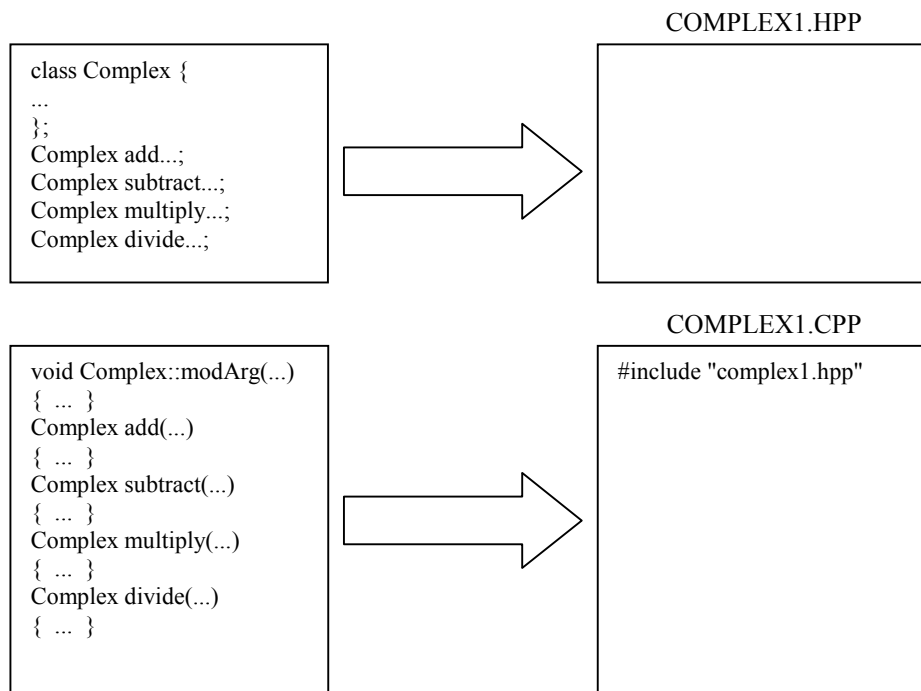 COMPLEX1.HPP
class Complex {
...
};
Complex add...;
Complex subtract...;
Complex multiply...;
Complex divide...;
COMPLEX1.CPP
void Complex::modArg(...)
{ ... }
Complex add(...)
{ ... }
Complex subtract(...)
{ ... }
Complex multiply(...)
{ ... }
Complex divide(...)
{ ... }
#include "complex1.hpp"